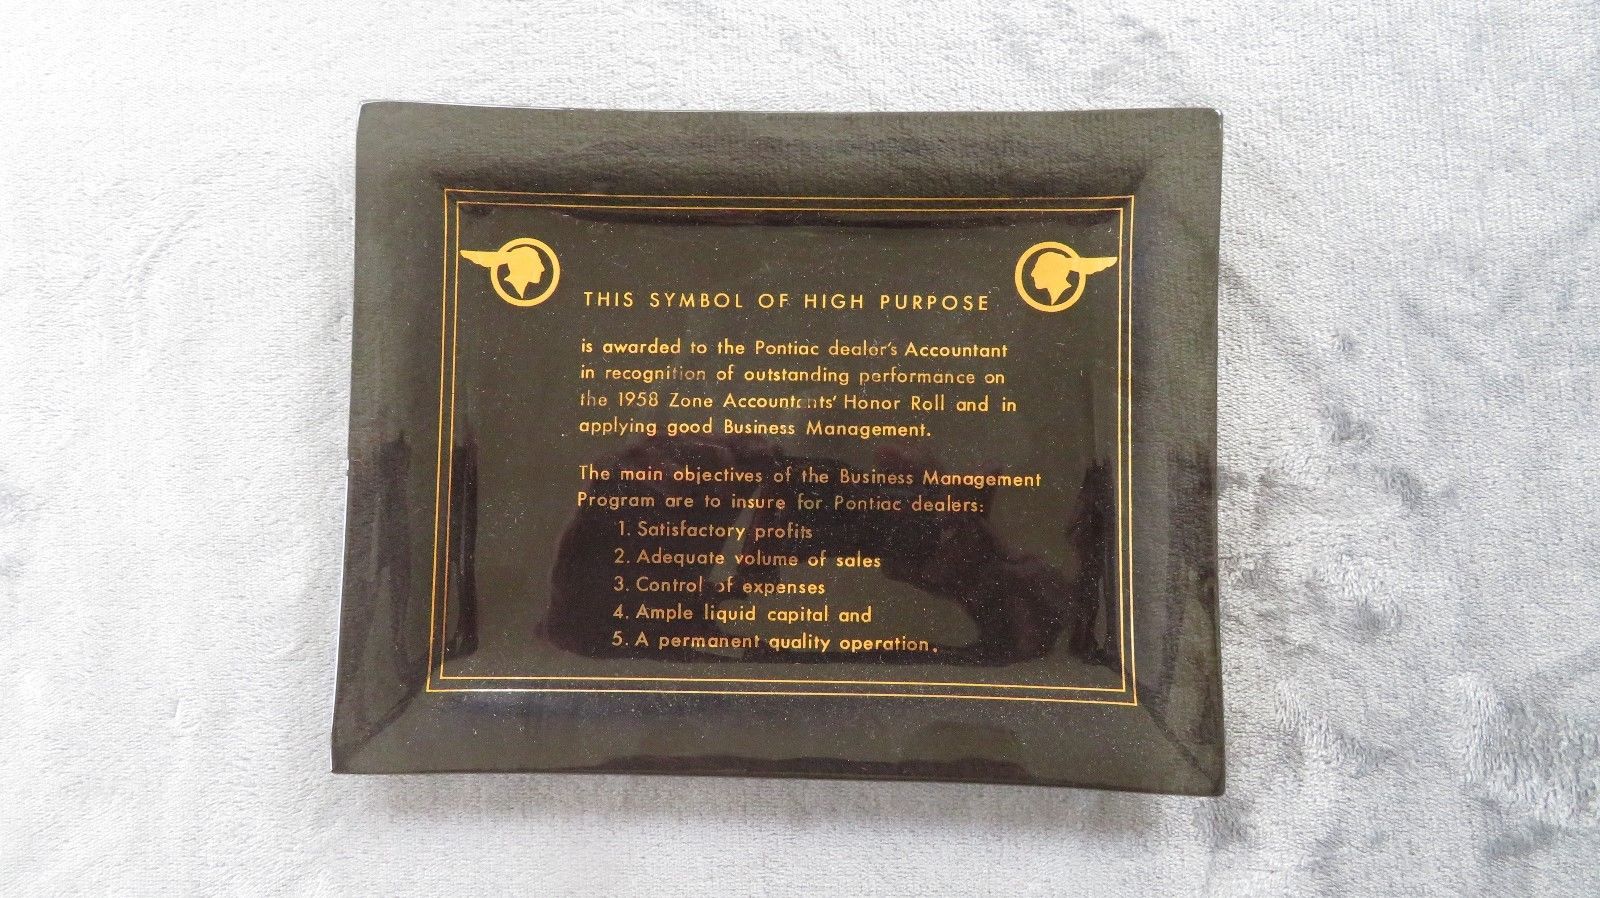 THIS SYMBOL OF HIGH PURPOSE
is awarded to the Pontiac dealer's Accountant
in recognition of outstanding performance on
the 1958 Zone Accountants' Honor Roll and in
applying good Business Management.
The main objectives of the Business Management
Program are to insure for Pontiac dealers:
1. Satisfactory profits
2. Adequate volume of sales
3. Control of expenses
4. Ample liquid capital and
5. A permanent quality operation.